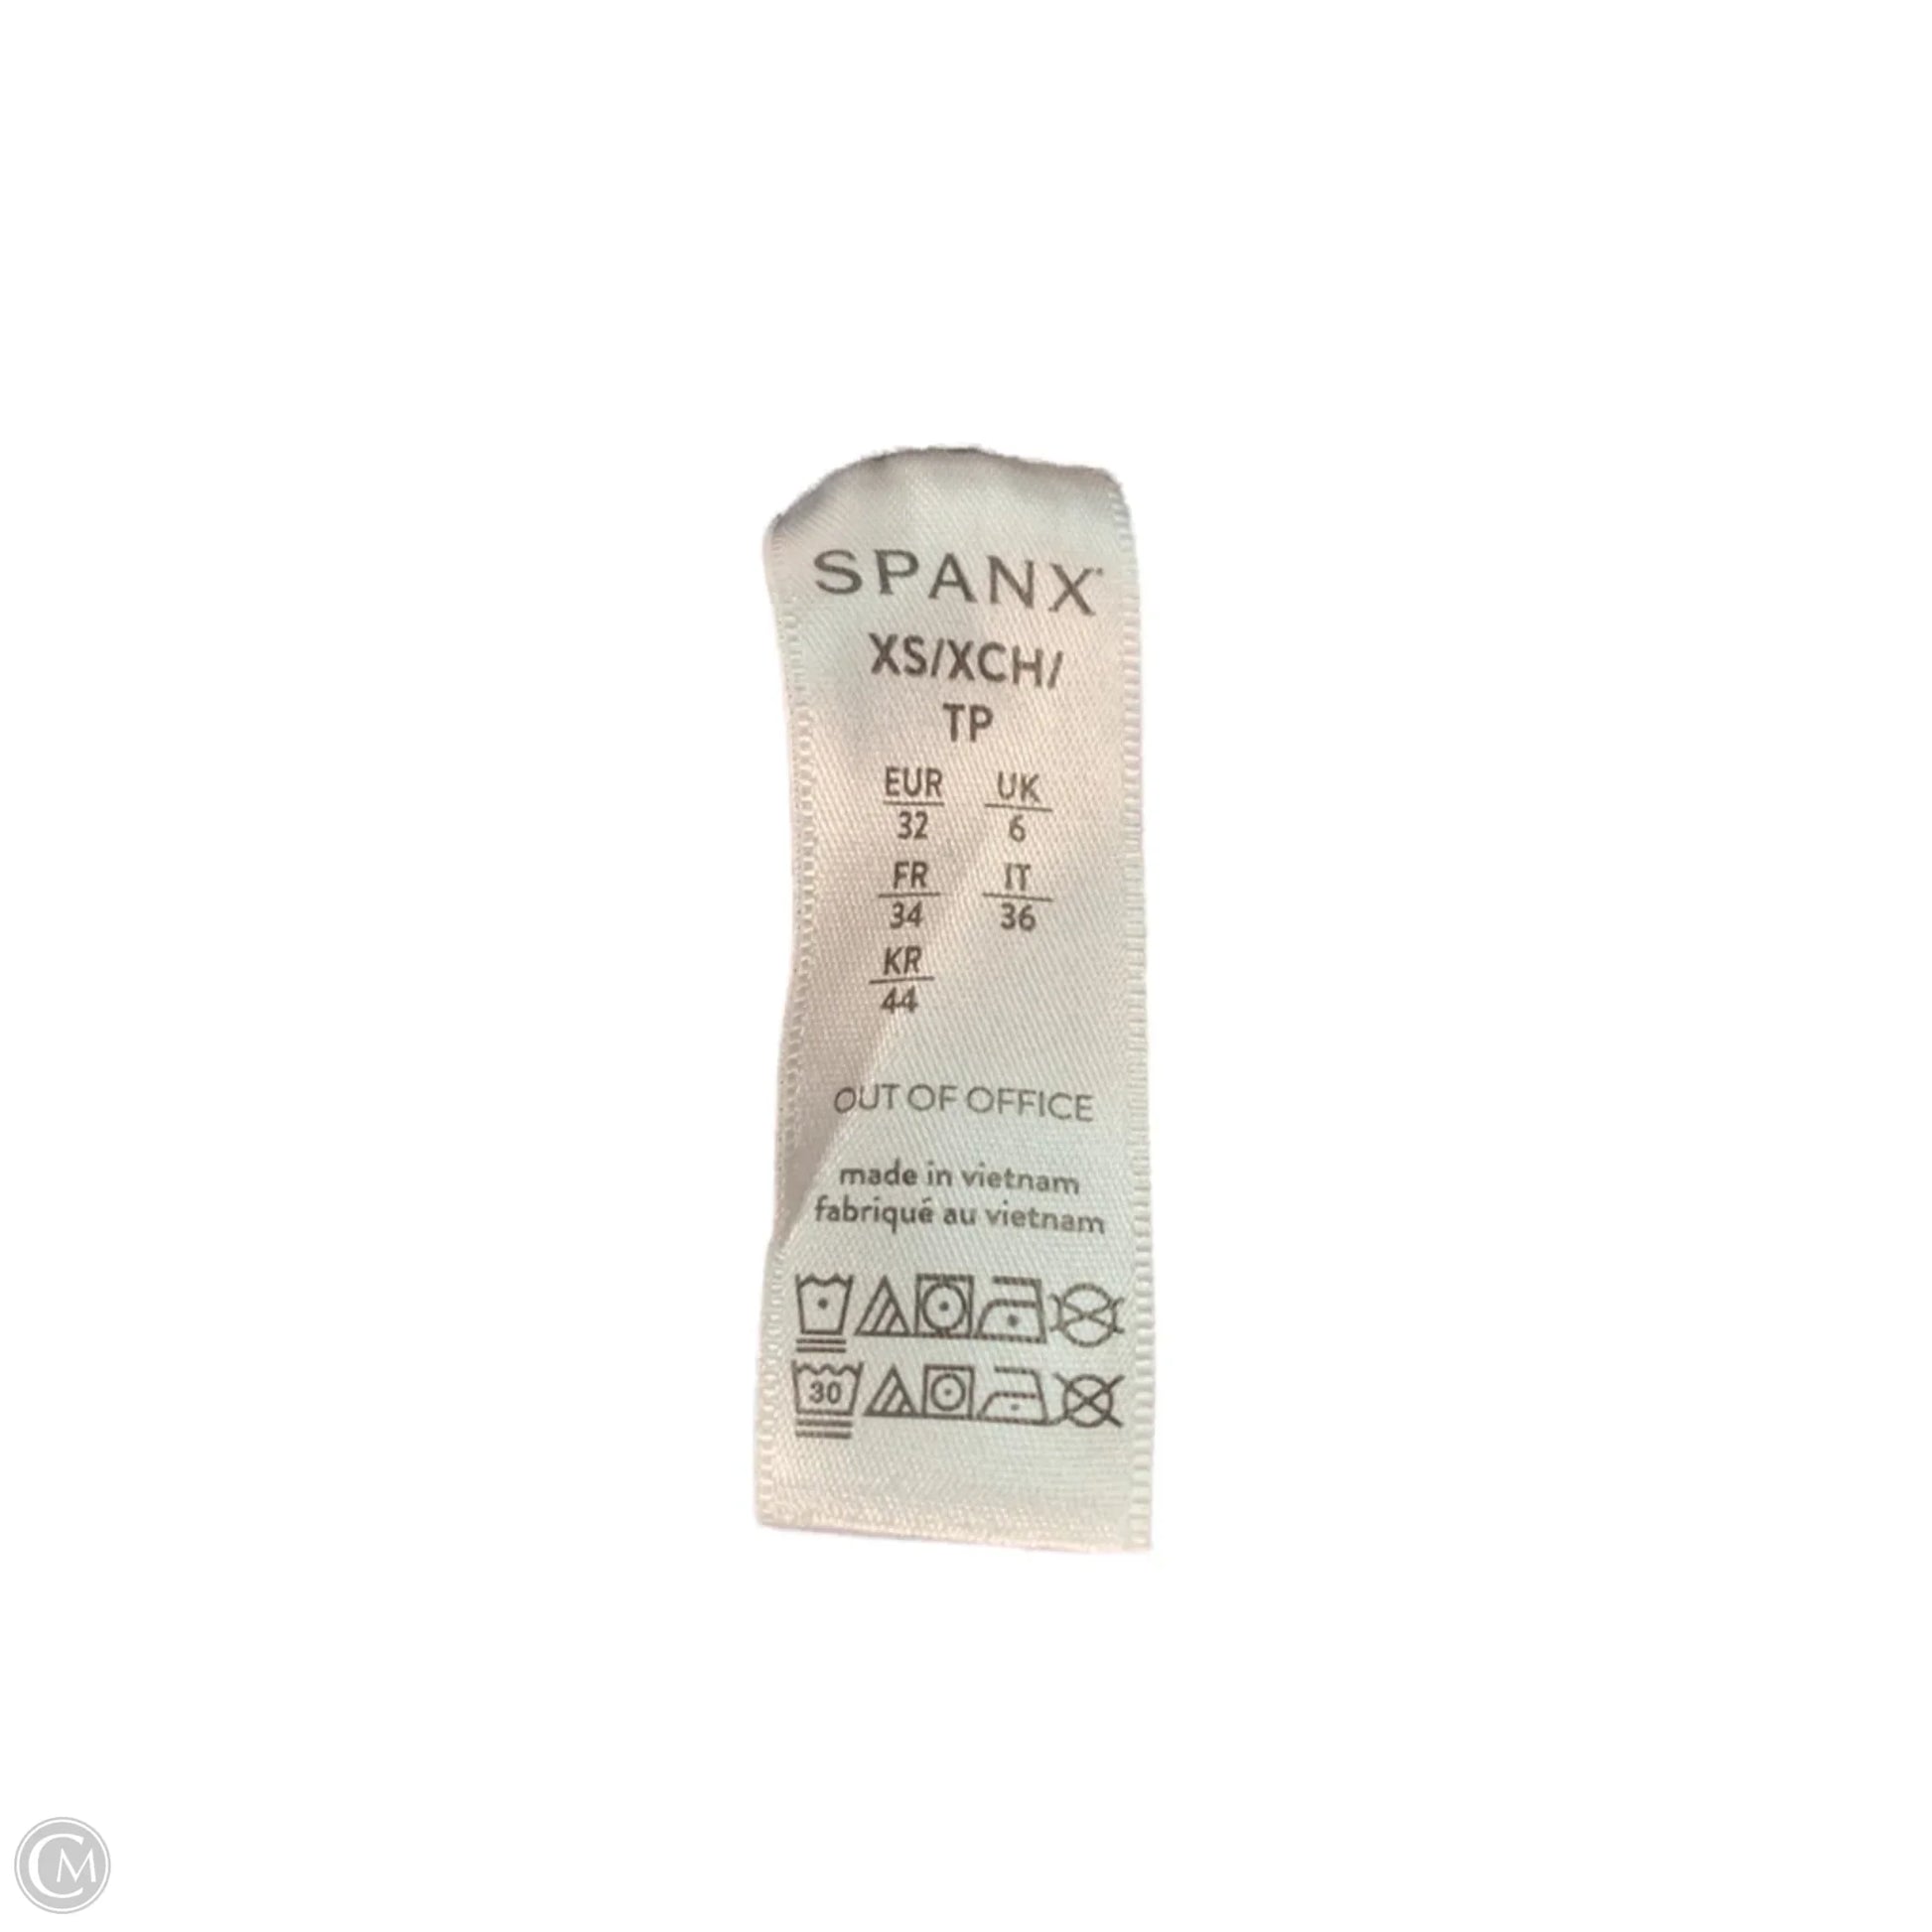 SPANX
XS/XCH/
TP
EUR UK
32 6
FR IT
34 36
KR
44
OUT OF OFFICE
made in vietnam
fabriqué au vietnam
30
CM